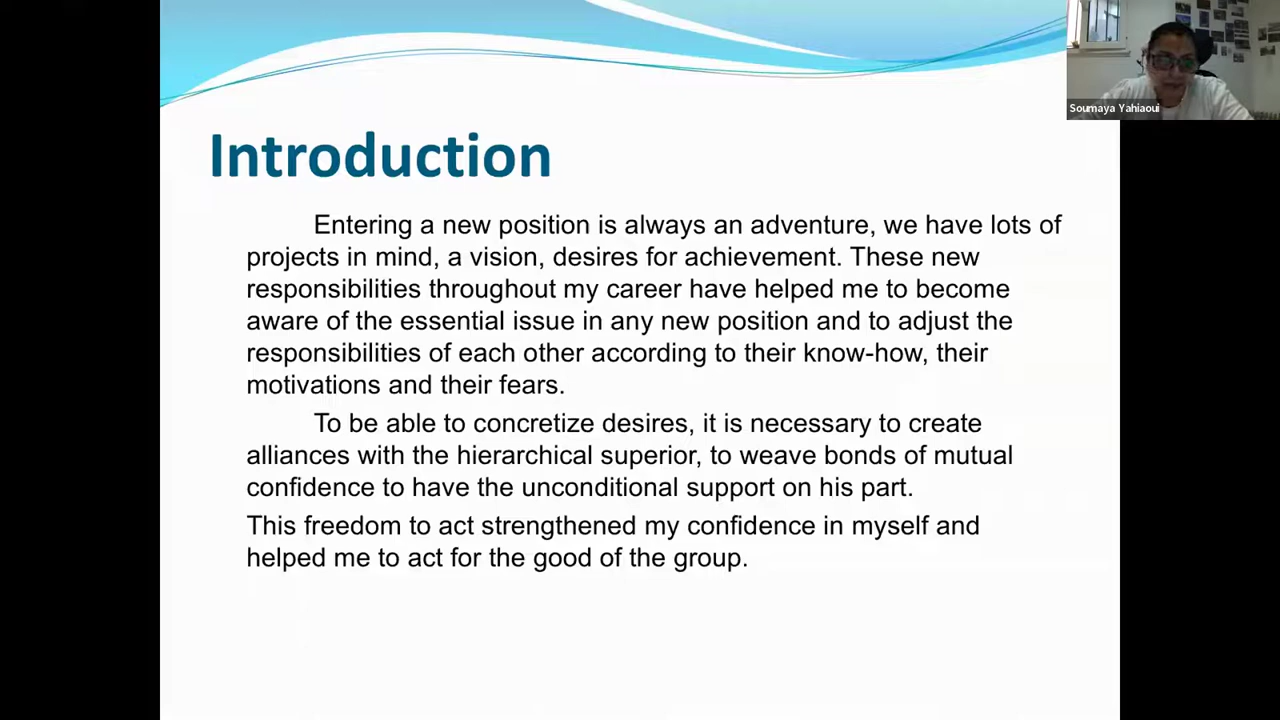 Soumaya Yahiaoui
Introduction
Entering a new position is always an adventure, we have lots of
projects in mind, a vision, desires for achievement. These new
responsibilities throughout my career have helped me to become
aware of the essential issue in any new position and to adjust the
responsibilities of each other according to their know-how, their
motivations and their fears.
To be able to concretize desires, it is necessary to create
alliances with the hierarchical superior, to weave bonds of mutual
confidence to have the unconditional support on his part.
This freedom to act strengthened my confidence in myself and
helped me to act for the good of the group.